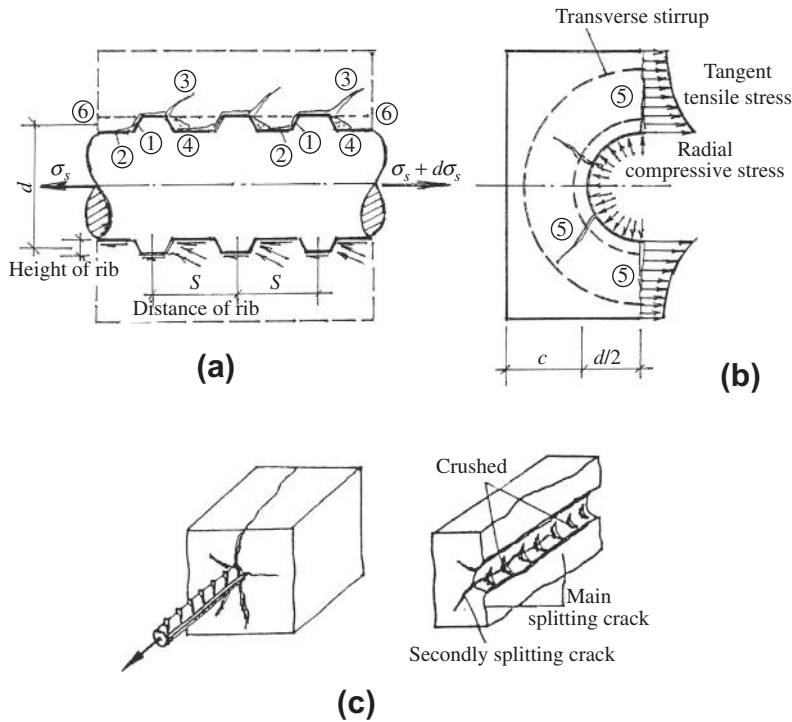 ③
③
⑥
⑥
①
④
②
②
①
④
σₛ
d
σₛ + dσₛ
Height of rib
S
S
Distance of rib
(a)
Transverse stirrup
⑤
Tangent
tensile stress
Radial
compressive stress
⑤
⑤
c
d/2
(b)
Crushed
Main
splitting crack
Secondly splitting crack
(c)